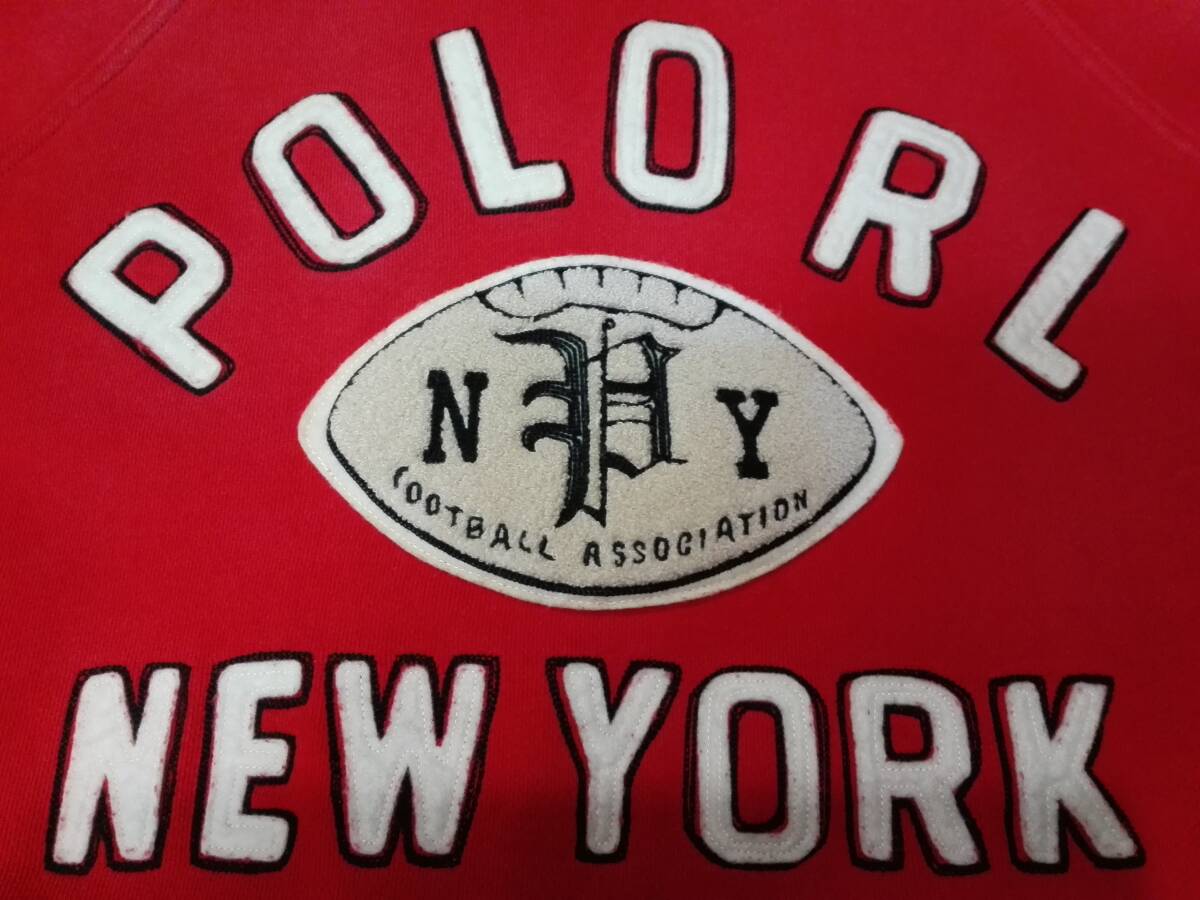 POLO RL
N P Y
FOOTBALL ASSOCIATION
NEW YORK